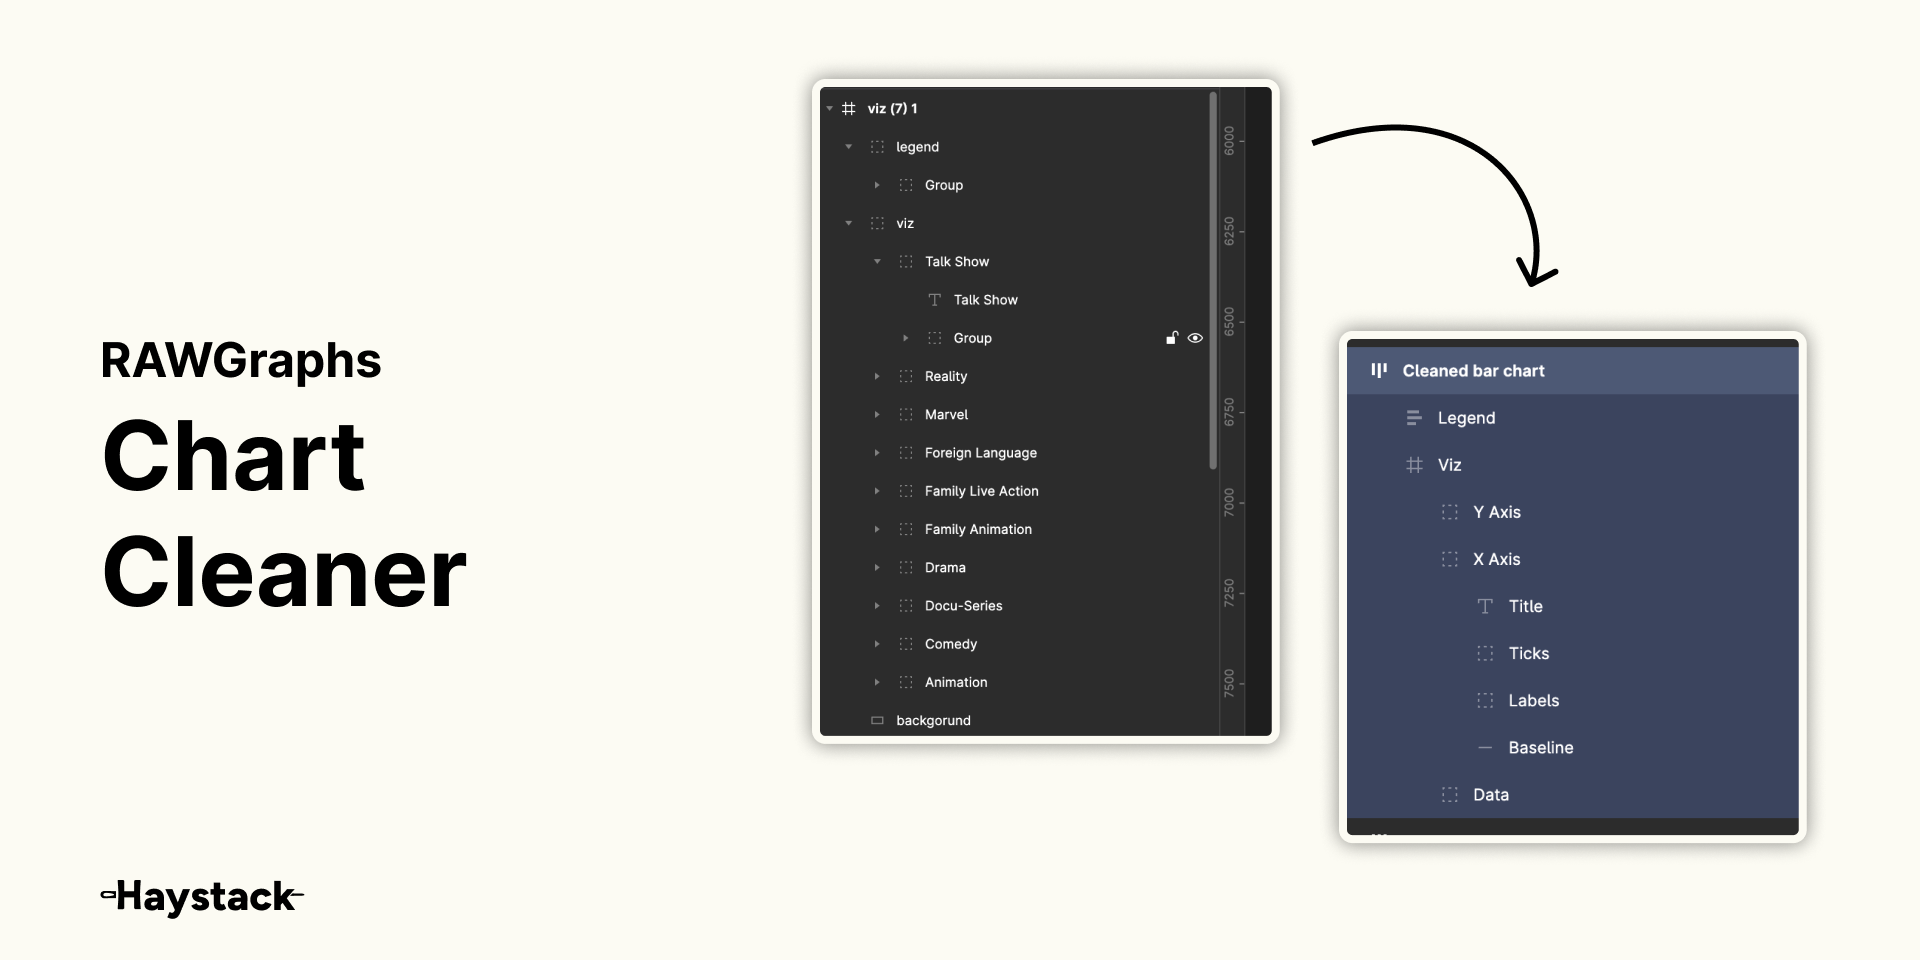 RAWGraphs
Chart
Cleaner
Haystack
viz (7) 1
legend
Group
viz
Talk Show
Talk Show
Group
Reality
Marvel
Foreign Language
Family Live Action
Family Animation
Drama
Docu-Series
Comedy
Animation
backgorund
6000
6250
6500
6750
7000
7250
7500
Cleaned bar chart
Legend
Viz
Y Axis
X Axis
Title
Ticks
Labels
Baseline
Data